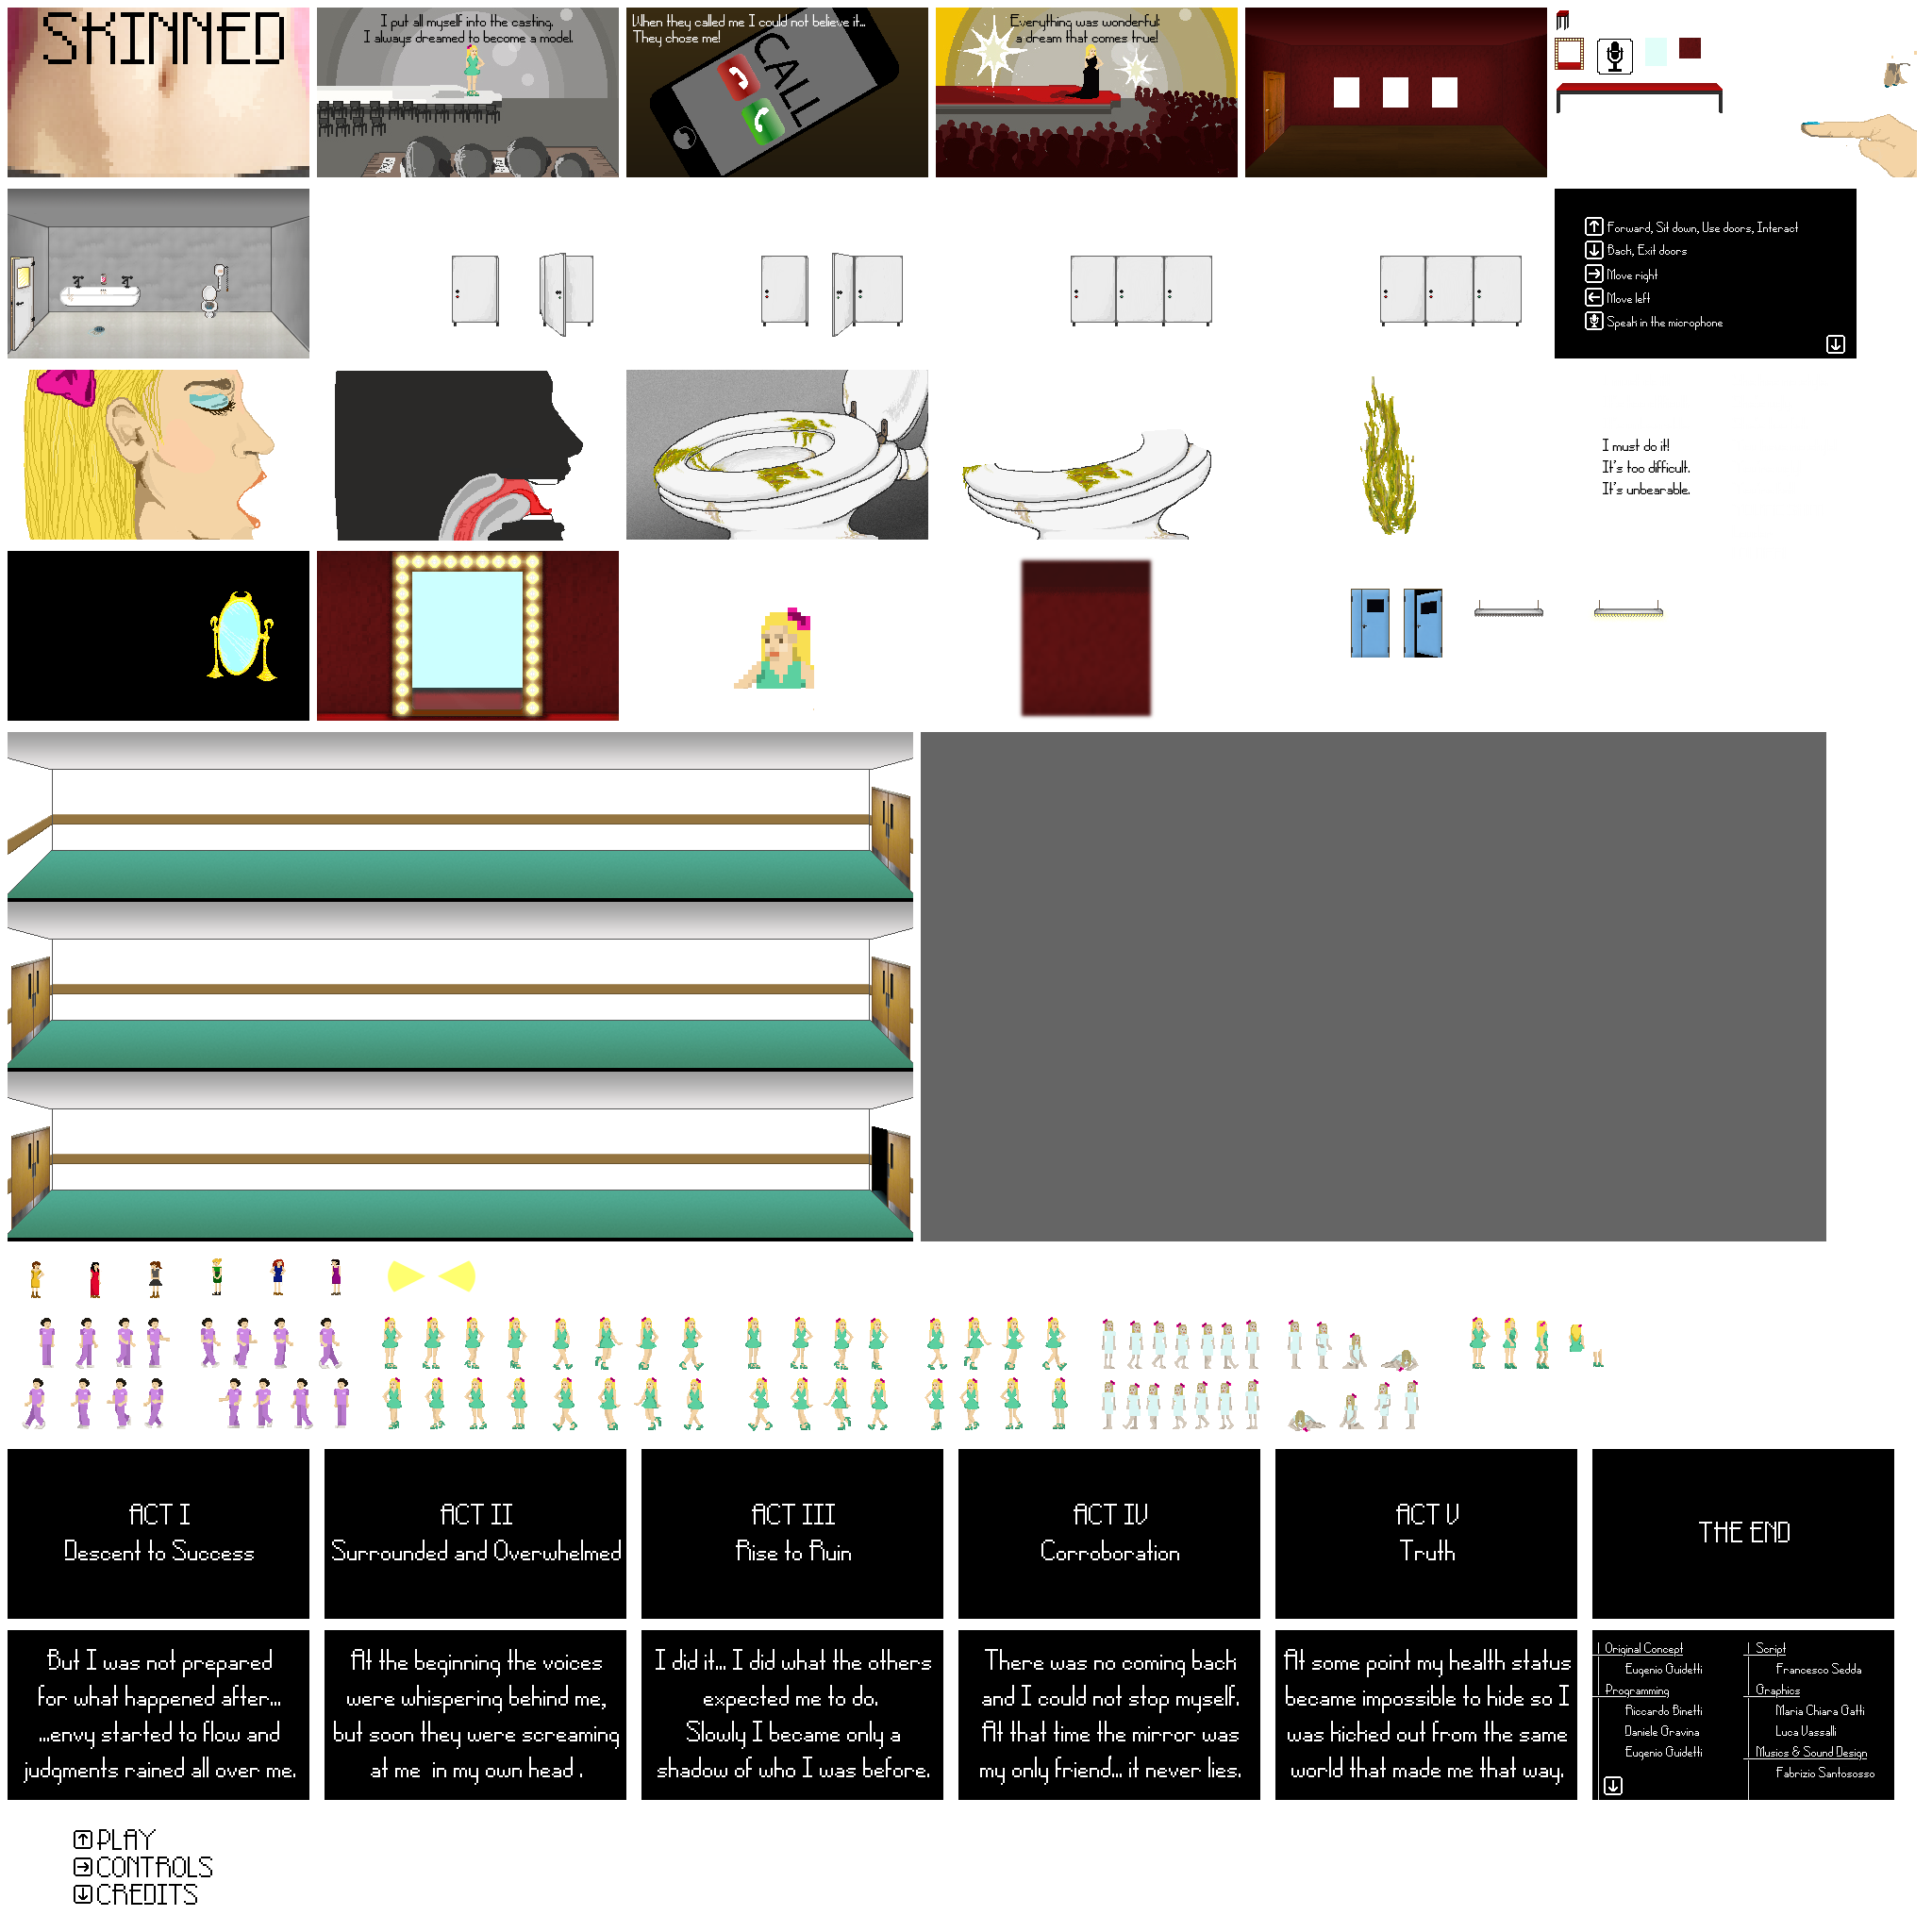 SKINNED
I put all myself into the casting.
I always dreamed to become a model.
When they called me I could not believe it...
They chose me!
CALL
Everything was wonderful:
a dream that comes true!
Forward, Sit down, Use doors, Interact
Back, Exit doors
Move right
Move left
Speak in the microphone
I must do it!
It's too difficult.
It's unbearable.
ACT I
Descent to Success
ACT II
Surrounded and Overwhelmed
ACT III
Rise to Ruin
ACT IV
Corroboration
ACT V
Truth
THE END
But I was not prepared
for what happened after...
...envy started to flow and
judgments rained all over me.
At the beginning the voices
were whispering behind me,
but soon they were screaming
at me in my own head .
I did it... I did what the others
expected me to do.
Slowly I became only a
shadow of who I was before.
There was no coming back
and I could not stop myself.
At that time the mirror was
my only friend... it never lies.
At some point my health status
became impossible to hide so I
was kicked out from the same
world that made me that way.
Original Concept
Eugenio Guidetti
Programming
Riccardo Binetti
Daniele Gravina
Eugenio Guidetti
Script
Francesco Sedda
Graphics
Maria Chiara Gatti
Luca Vassalli
Musics & Sound Design
Fabrizio Santososso
PLAY
CONTROLS
CREDITS